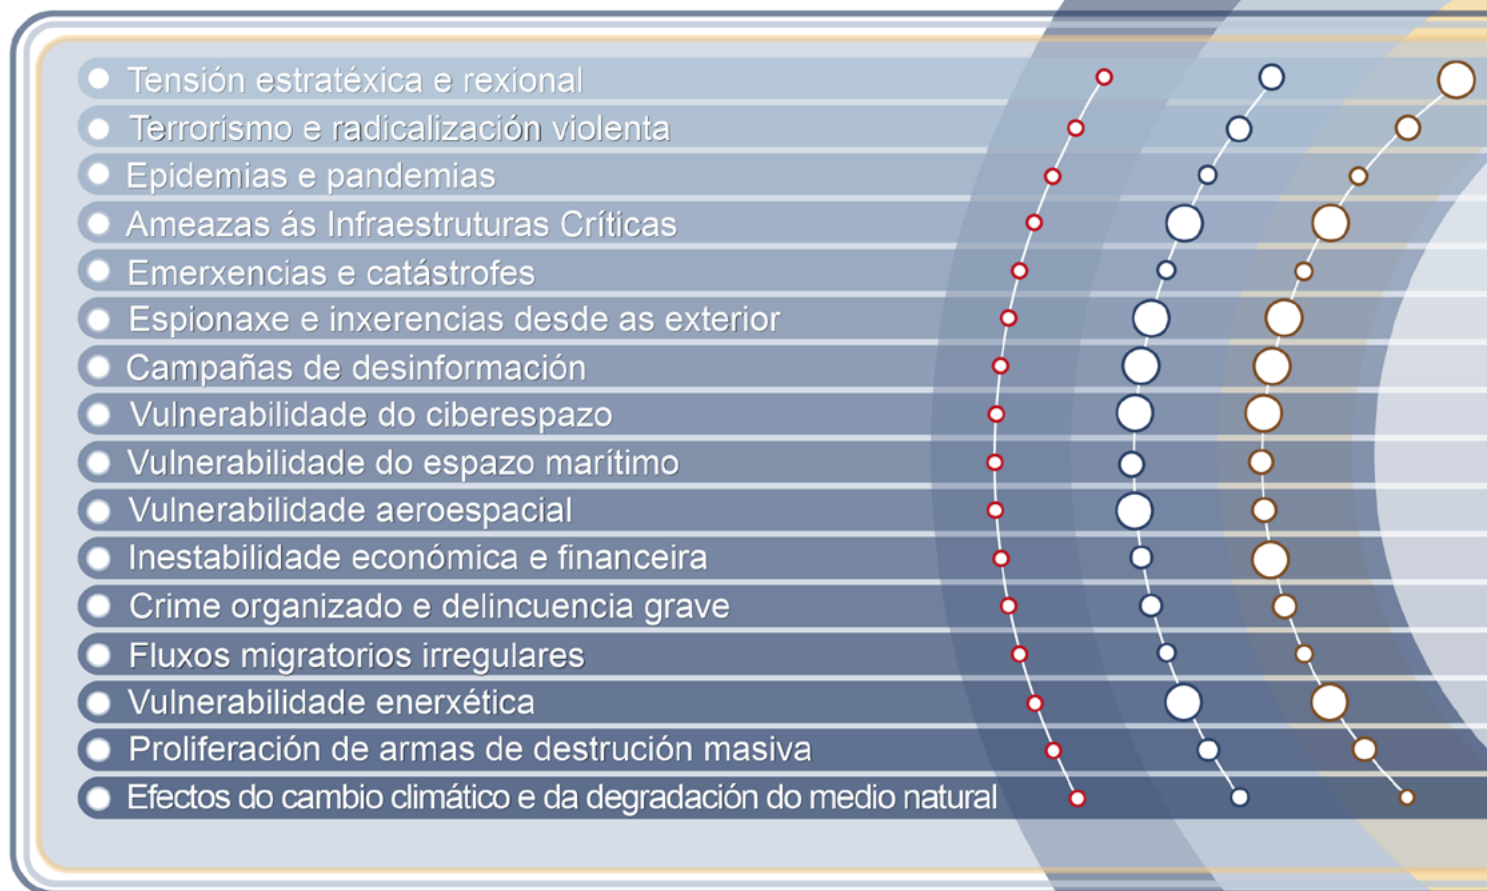 Tensión estratéxica e rexional
Terrorismo e radicalización violenta
Epidemias e pandemias
Ameazas ás Infraestruturas Críticas
Emerxencias e catástrofes
Espionaxe e inxerencias desde as exterior
Campañas de desinformación
Vulnerabilidade do ciberespazo
Vulnerabilidade do espazo marítimo
Vulnerabilidade aeroespacial
Inestabilidade económica e financeira
Crime organizado e delincuencia grave
Fluxos migratorios irregulares
Vulnerabilidade enerxética
Proliferación de armas de destrución masiva
Efectos do cambio climático e da degradación do medio natural